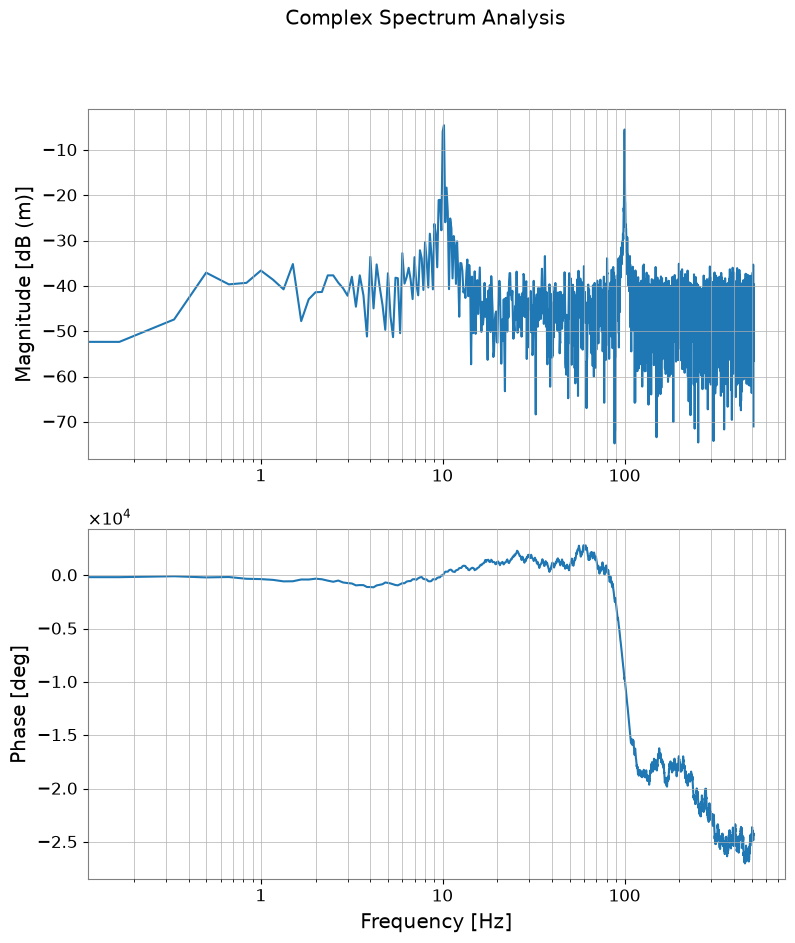 Complex Spectrum Analysis
Magnitude [dB (m)]
−10
−20
−30
−40
−50
−60
−70
1 10 100
×10⁴
Phase [deg]
0.0
−0.5
−1.0
−1.5
−2.0
−2.5
1 10 100
Frequency [Hz]